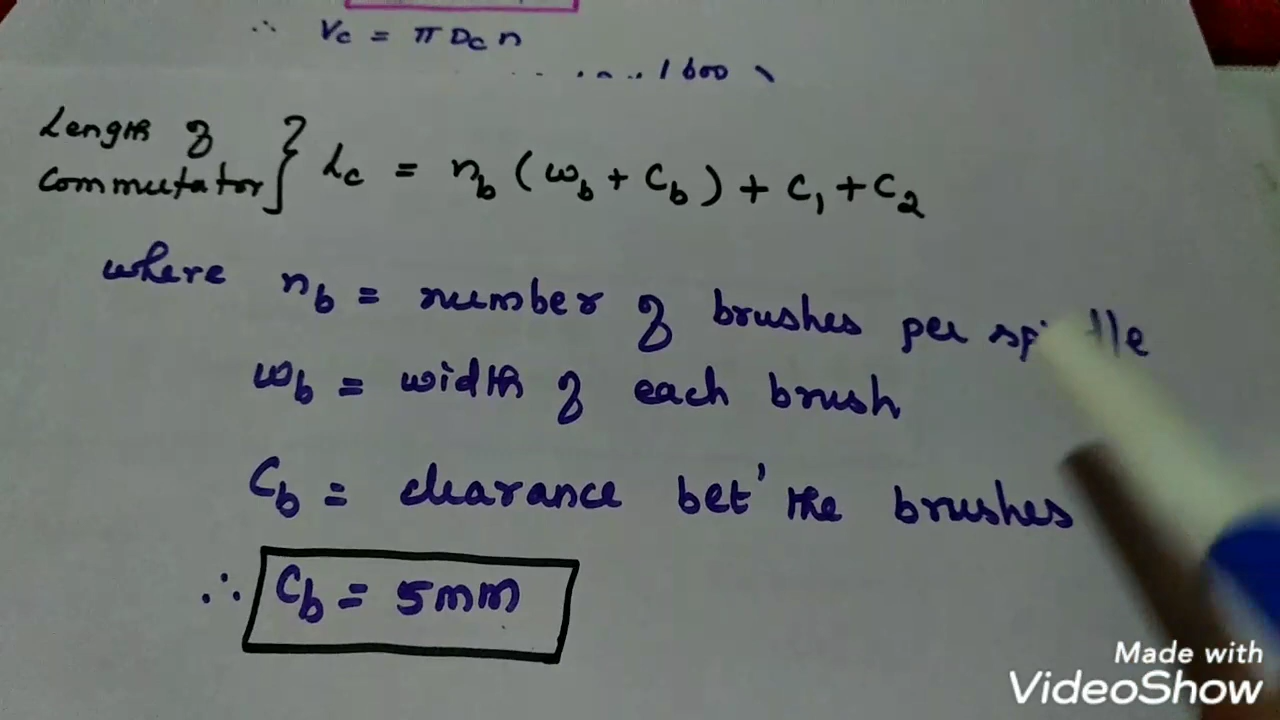 ∴ Vc = π Dc n
1600
Length of
Commutator } Lc = nb (wb + Cb) + C1 + C2
where nb = number of brushes per spindle
wb = width of each brush
Cb = clearance bet' the brushes
∴ Cb = 5mm
Made with
VideoShow